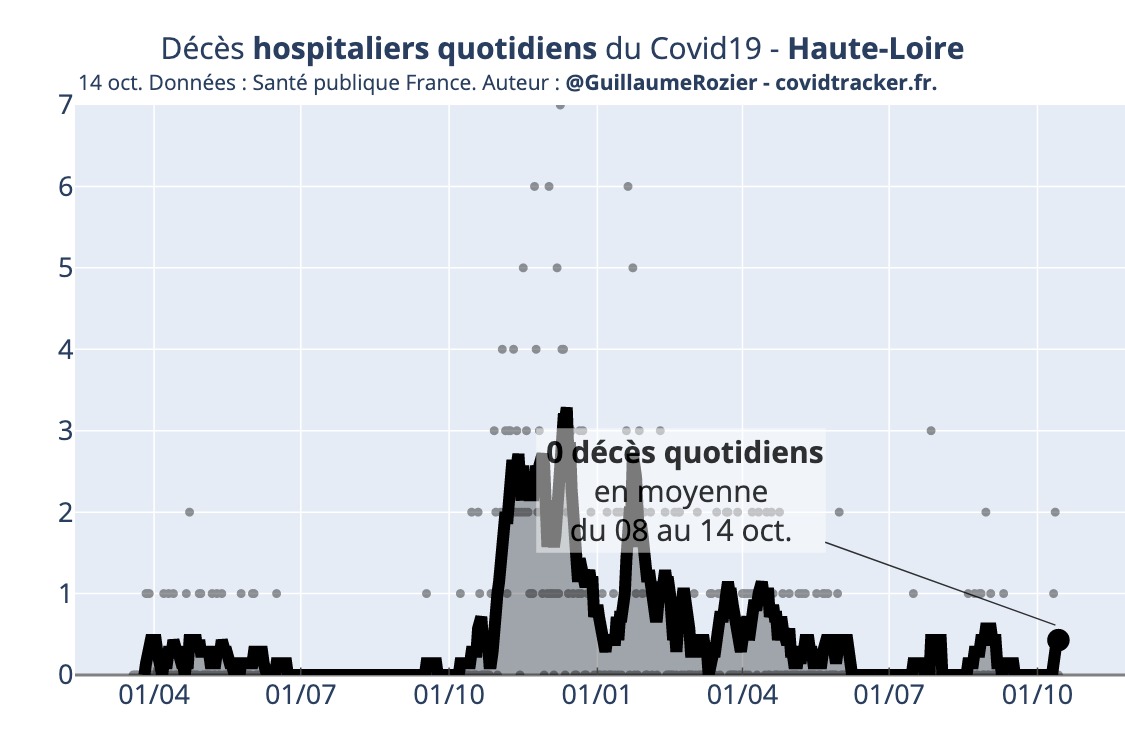 Décès hospitaliers quotidiens du Covid19 - Haute-Loire
14 oct. Données : Santé publique France. Auteur : @GuillaumeRozier - covidtracker.fr.
7
6
5
4
3
0 décès quotidiens
en moyenne
2
du 08 au 14 oct.
1
0
01/04 01/07 01/10 01/01 01/04 01/07 01/10